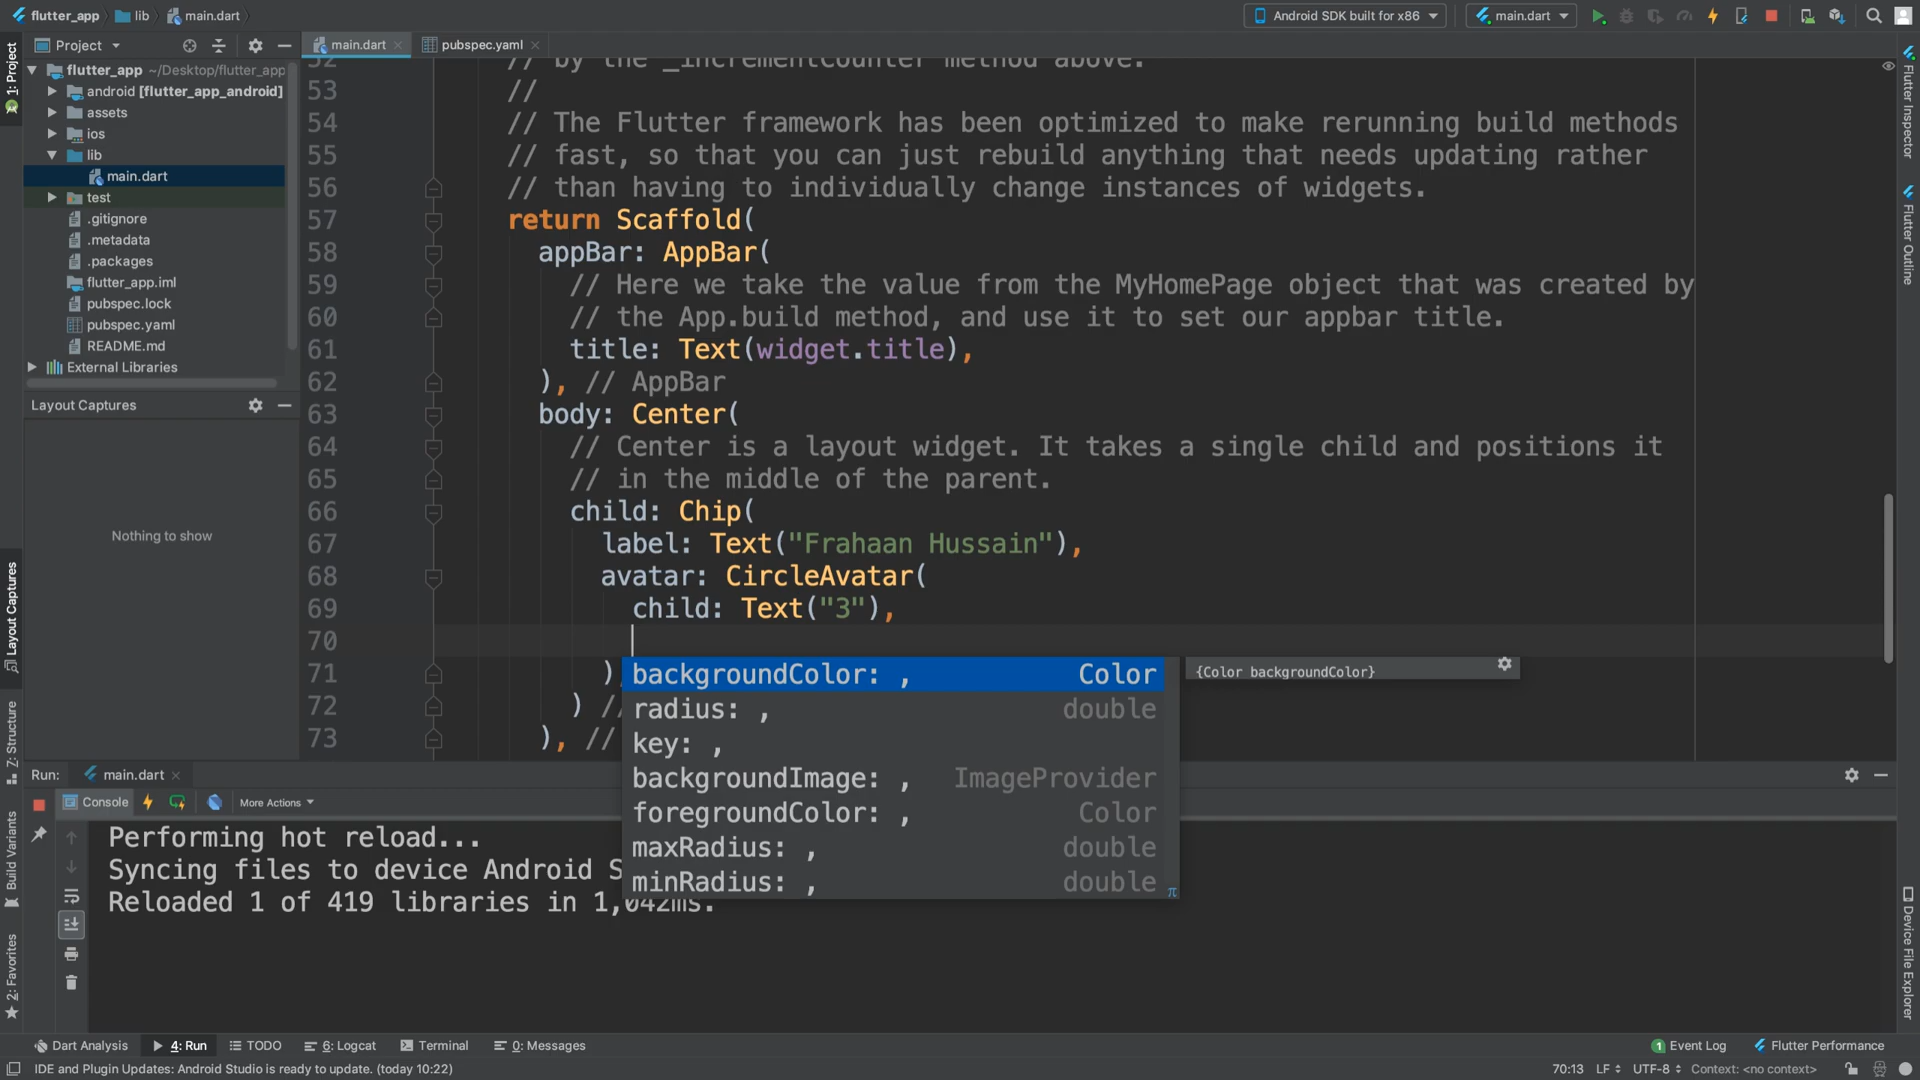 flutter_app lib main.dart Android SDK built for x86 main.dart
Project main.dart pubspec.yaml
1: Project
flutter_app ~/Desktop/flutter_app
android [flutter_app_android]
assets
ios
lib
main.dart
test
.gitignore
.metadata
.packages
flutter_app.iml
pubspec.lock
pubspec.yaml
README.md
External Libraries
Layout Captures
Nothing to show
Layout Captures
Z: Structure
Build Variants
2: Favorites
52 // by the _incrementCounter method above.
53 //
54 // The Flutter framework has been optimized to make rerunning build methods
55 // fast, so that you can just rebuild anything that needs updating rather
56 // than having to individually change instances of widgets.
57 return Scaffold(
58 appBar: AppBar(
59 // Here we take the value from the MyHomePage object that was created by
60 // the App.build method, and use it to set our appbar title.
61 title: Text(widget.title),
62 ), // AppBar
63 body: Center(
64 // Center is a layout widget. It takes a single child and positions it
65 // in the middle of the parent.
66 child: Chip(
67 label: Text("Frahaan Hussain"),
68 avatar: CircleAvatar(
69 child: Text("3"),
70
71 )
72 ) //
73 ), //
backgroundColor: , Color
{Color backgroundColor}
radius: , double
key: ,
backgroundImage: , ImageProvider
foregroundColor: , Color
maxRadius: , double
minRadius: , double
π
Flutter Inspector
Flutter Outline
Device File Explorer
Run: main.dart
Console More Actions
Performing hot reload...
Syncing files to device Android S
Reloaded 1 of 419 libraries in 1,042ms.
Dart Analysis 4: Run TODO 6: Logcat Terminal 0: Messages 1 Event Log Flutter Performance
IDE and Plugin Updates: Android Studio is ready to update. (today 10:22) 70:13 LF UTF-8 Context: <no context>